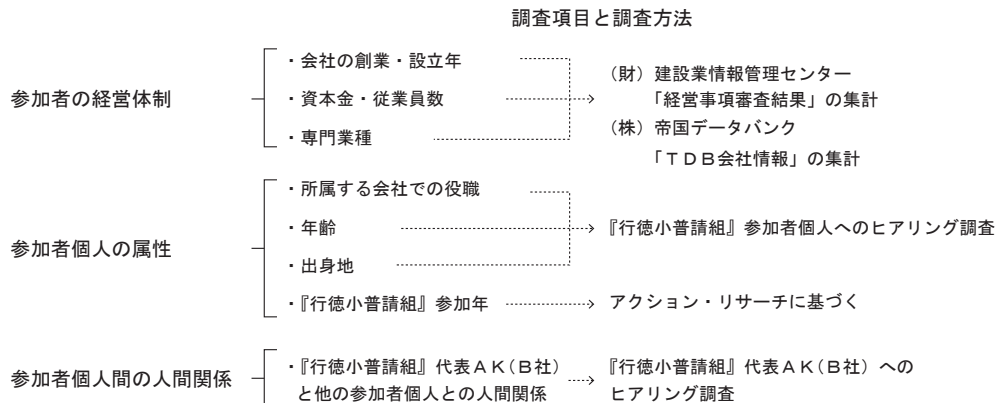 調査項目と調査方法
参加者の経営体制
・会社の創業・設立年
・資本金・従業員数
・専門業種
（財）建設業情報管理センター
「経営事項審査結果」の集計
（株）帝国データバンク
「ＴＤＢ会社情報」の集計
参加者個人の属性
・所属する会社での役職
・年齢
・出身地
『行徳小普請組』参加者個人へのヒアリング調査
・『行徳小普請組』参加年
アクション・リサーチに基づく
参加者個人間の人間関係
・『行徳小普請組』代表ＡＫ（Ｂ社）
と他の参加者個人との人間関係
『行徳小普請組』代表ＡＫ（Ｂ社）への
ヒアリング調査